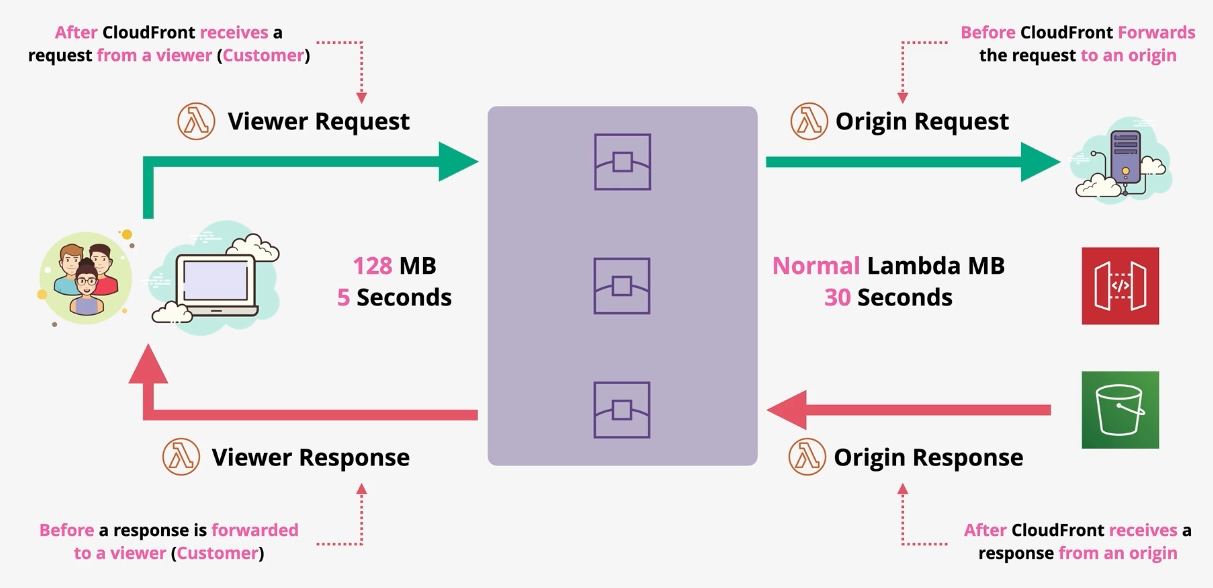 After CloudFront receives a
request from a viewer (Customer)
Before CloudFront Forwards
the request to an origin
Viewer Request
Origin Request
128 MB
5 Seconds
Normal Lambda MB
30 Seconds
Viewer Response
Origin Response
Before a response is forwarded
to a viewer (Customer)
After CloudFront receives a
response from an origin